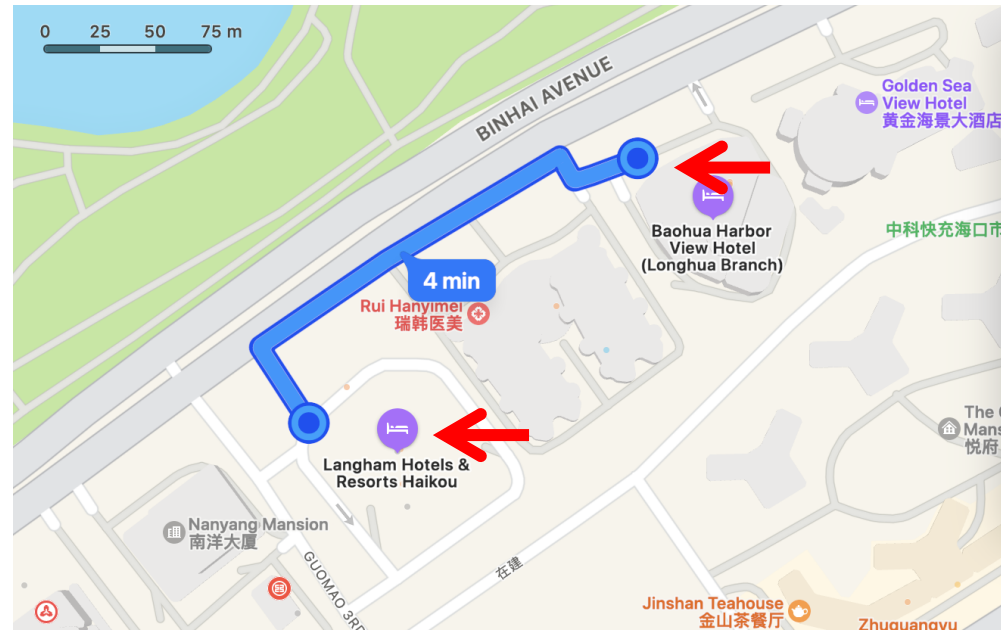 0 25 50 75 m
BINHAI AVENUE
Golden Sea
View Hotel
黄金海景大酒店
Baohua Harbor
View Hotel
(Longhua Branch)
中科快充海口市
4 min
Rui Hanyimei
瑞韩医美
Langham Hotels &
Resorts Haikou
The
Mans
悦府
Nanyang Mansion
南洋大厦
GUOMAO 3RD
在建
Jinshan Teahouse
金山茶餐厅
Zhuguangyu